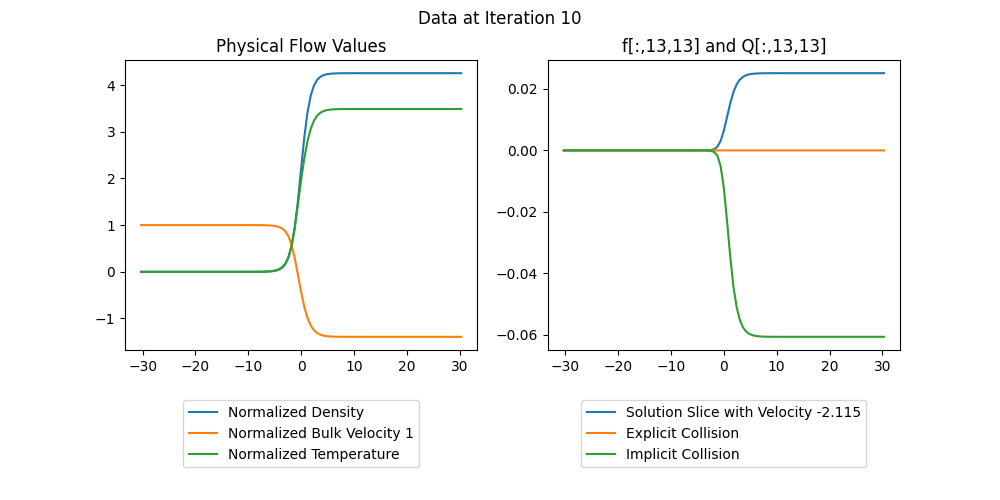 Data at Iteration 10
Physical Flow Values
4
3
2
1
0
−1
−30
−20
−10
0
10
20
30
Normalized Density
Normalized Bulk Velocity 1
Normalized Temperature
f[:,13,13] and Q[:,13,13]
0.02
0.00
−0.02
−0.04
−0.06
−30
−20
−10
0
10
20
30
Solution Slice with Velocity -2.115
Explicit Collision
Implicit Collision